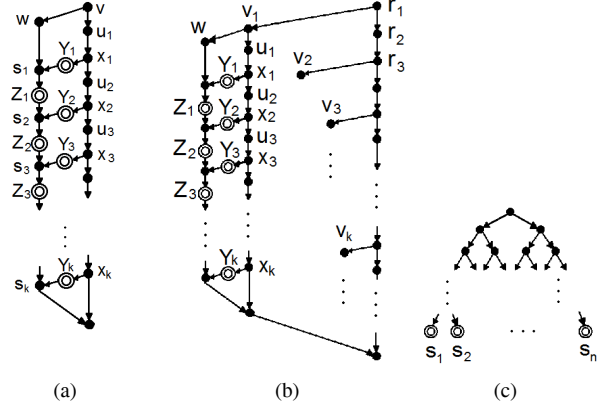 w v
u1
s1 Y1 x1
Z1 u2
s2 Y2 x2
Z2 u3
s3 Y3 x3
Z3
sk Yk xk
(a)
w v1 r1
u1 r2
Y1 x1 v2 r3
Z1 u2
Y2 x2 v3
Z2 u3
Y3 x3
Z3
vk
Yk xk
(b)
s1 s2 sn
(c)